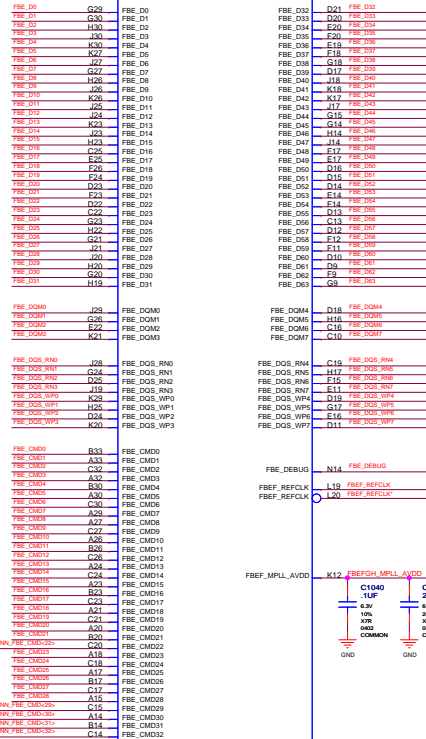 FBE_D0 G29 FBE_D0 FBE_D32 D21 FBE_D32
FBE_D1 G30 FBE_D1 FBE_D33 D20 FBE_D33
FBE_D2 H30 FBE_D2 FBE_D34 E20 FBE_D34
FBE_D3 J30 FBE_D3 FBE_D35 F20 FBE_D35
FBE_D4 K30 FBE_D4 FBE_D36 E19 FBE_D36
FBE_D5 K27 FBE_D5 FBE_D37 F18 FBE_D37
FBE_D6 J27 FBE_D6 FBE_D38 G18 FBE_D38
FBE_D7 G27 FBE_D7 FBE_D39 D17 FBE_D39
FBE_D8 H26 FBE_D8 FBE_D40 J18 FBE_D40
FBE_D9 J26 FBE_D9 FBE_D41 K18 FBE_D41
FBE_D10 K26 FBE_D10 FBE_D42 K17 FBE_D42
FBE_D11 J25 FBE_D11 FBE_D43 J17 FBE_D43
FBE_D12 J24 FBE_D12 FBE_D44 G15 FBE_D44
FBE_D13 K23 FBE_D13 FBE_D45 G14 FBE_D45
FBE_D14 J23 FBE_D14 FBE_D46 H14 FBE_D46
FBE_D15 H23 FBE_D15 FBE_D47 J14 FBE_D47
FBE_D16 C25 FBE_D16 FBE_D48 F17 FBE_D48
FBE_D17 E25 FBE_D17 FBE_D49 E17 FBE_D49
FBE_D18 F26 FBE_D18 FBE_D50 D16 FBE_D50
FBE_D19 F24 FBE_D19 FBE_D51 D15 FBE_D51
FBE_D20 D23 FBE_D20 FBE_D52 D14 FBE_D52
FBE_D21 F23 FBE_D21 FBE_D53 E14 FBE_D53
FBE_D22 D22 FBE_D22 FBE_D54 F14 FBE_D54
FBE_D23 C22 FBE_D23 FBE_D55 D13 FBE_D55
FBE_D24 G23 FBE_D24 FBE_D56 C13 FBE_D56
FBE_D25 H22 FBE_D25 FBE_D57 D12 FBE_D57
FBE_D26 G21 FBE_D26 FBE_D58 F12 FBE_D58
FBE_D27 J21 FBE_D27 FBE_D59 F11 FBE_D59
FBE_D28 J20 FBE_D28 FBE_D60 D10 FBE_D60
FBE_D29 H20 FBE_D29 FBE_D61 D9 FBE_D61
FBE_D30 G20 FBE_D30 FBE_D62 F9 FBE_D62
FBE_D31 H19 FBE_D31 FBE_D63 G9 FBE_D63
FBE_DQM0 J29 FBE_DQM0 FBE_DQM4 D18 FBE_DQM4
FBE_DQM1 G26 FBE_DQM1 FBE_DQM5 H16 FBE_DQM5
FBE_DQM2 E22 FBE_DQM2 FBE_DQM6 C16 FBE_DQM6
FBE_DQM3 K21 FBE_DQM3 FBE_DQM7 C10 FBE_DQM7
FBE_DQS_RN0 J28 FBE_DQS_RN0 FBE_DQS_RN4 C19 FBE_DQS_RN4
FBE_DQS_RN1 G24 FBE_DQS_RN1 FBE_DQS_RN5 H17 FBE_DQS_RN5
FBE_DQS_RN2 D25 FBE_DQS_RN2 FBE_DQS_RN6 F15 FBE_DQS_RN6
FBE_DQS_RN3 J19 FBE_DQS_RN3 FBE_DQS_RN7 E11 FBE_DQS_RN7
FBE_DQS_WP0 K29 FBE_DQS_WP0 FBE_DQS_WP4 D19 FBE_DQS_WP4
FBE_DQS_WP1 H25 FBE_DQS_WP1 FBE_DQS_WP5 G17 FBE_DQS_WP5
FBE_DQS_WP2 D24 FBE_DQS_WP2 FBE_DQS_WP6 E16 FBE_DQS_WP6
FBE_DQS_WP3 K20 FBE_DQS_WP3 FBE_DQS_WP7 D11 FBE_DQS_WP7
FBE_CMD0 B33 FBE_CMD0
FBE_CMD1 A33 FBE_CMD1
FBE_CMD2 C32 FBE_CMD2 FBE_DEBUG N14 FBE_DEBUG
FBE_CMD3 A32 FBE_CMD3
FBE_CMD4 B30 FBE_CMD4 FBEF_REFCLK L19 FBEF_REFCLK
FBE_CMD5 A30 FBE_CMD5 FBEF_REFCLK L20 FBEF_REFCLK*
FBE_CMD6 C30 FBE_CMD6
FBE_CMD7 A29 FBE_CMD7
FBE_CMD8 A27 FBE_CMD8
FBE_CMD9 C27 FBE_CMD9
FBE_CMD10 A26 FBE_CMD10
FBE_CMD11 B26 FBE_CMD11
FBE_CMD12 C26 FBE_CMD12
FBE_CMD13 A24 FBE_CMD13
FBE_CMD14 C24 FBE_CMD14 FBEF_MPLL_AVDD K12 FBEFGH_MPLL_AVDD
FBE_CMD15 A23 FBE_CMD15
FBE_CMD16 B23 FBE_CMD16 C1040
FBE_CMD17 C23 FBE_CMD17 .1UF
FBE_CMD18 A21 FBE_CMD18 6.3V
FBE_CMD19 C21 FBE_CMD19 10%
X7R
FBE_CMD20 A20 FBE_CMD20 0402
FBE_CMD21 B20 FBE_CMD21 COMMON
NN_FBE_CMD<22> C20 FBE_CMD22
FBE_CMD23 A18 FBE_CMD23 GND GND
FBE_CMD24 C18 FBE_CMD24
FBE_CMD25 A17 FBE_CMD25
FBE_CMD26 B17 FBE_CMD26
FBE_CMD27 C17 FBE_CMD27
FBE_CMD28 A15 FBE_CMD28
NN_FBE_CMD<29> C15 FBE_CMD29
NN_FBE_CMD<30> A14 FBE_CMD30
NN_FBE_CMD<31> B14 FBE_CMD31
NN_FBE_CMD<32> C14 FBE_CMD32